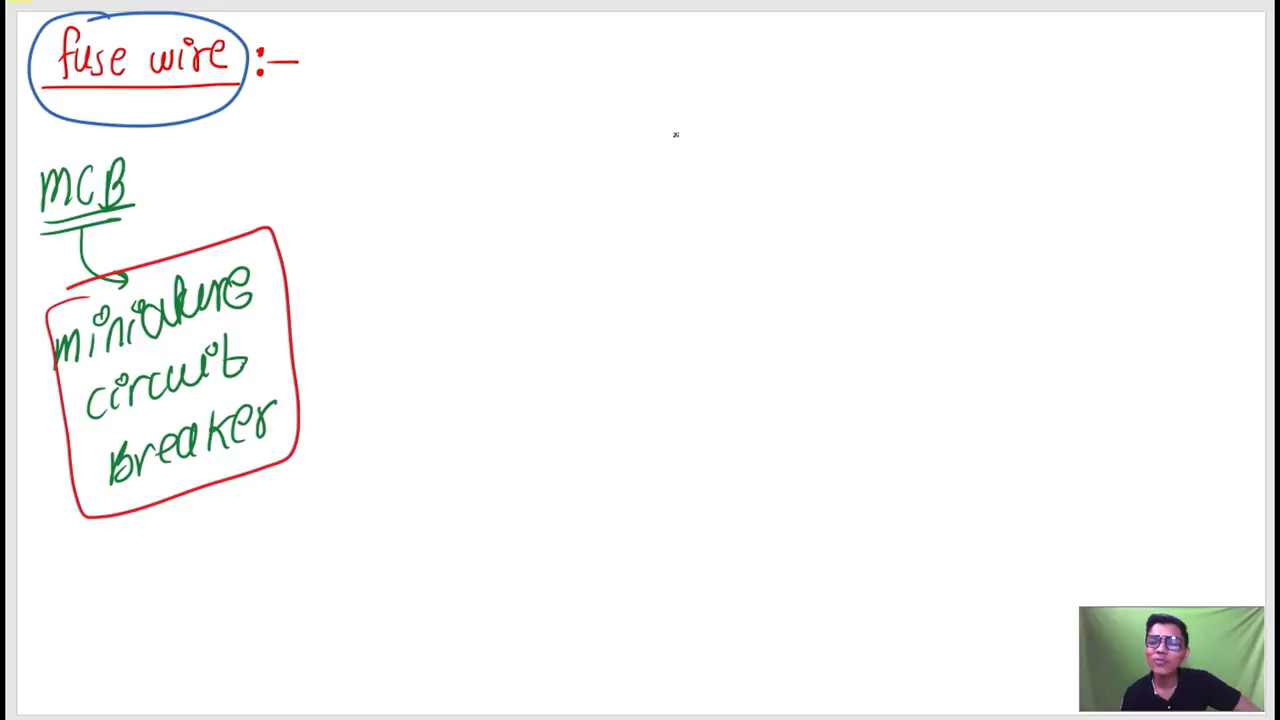 fuse wire :-
MCB
miniature
circuit
Breaker